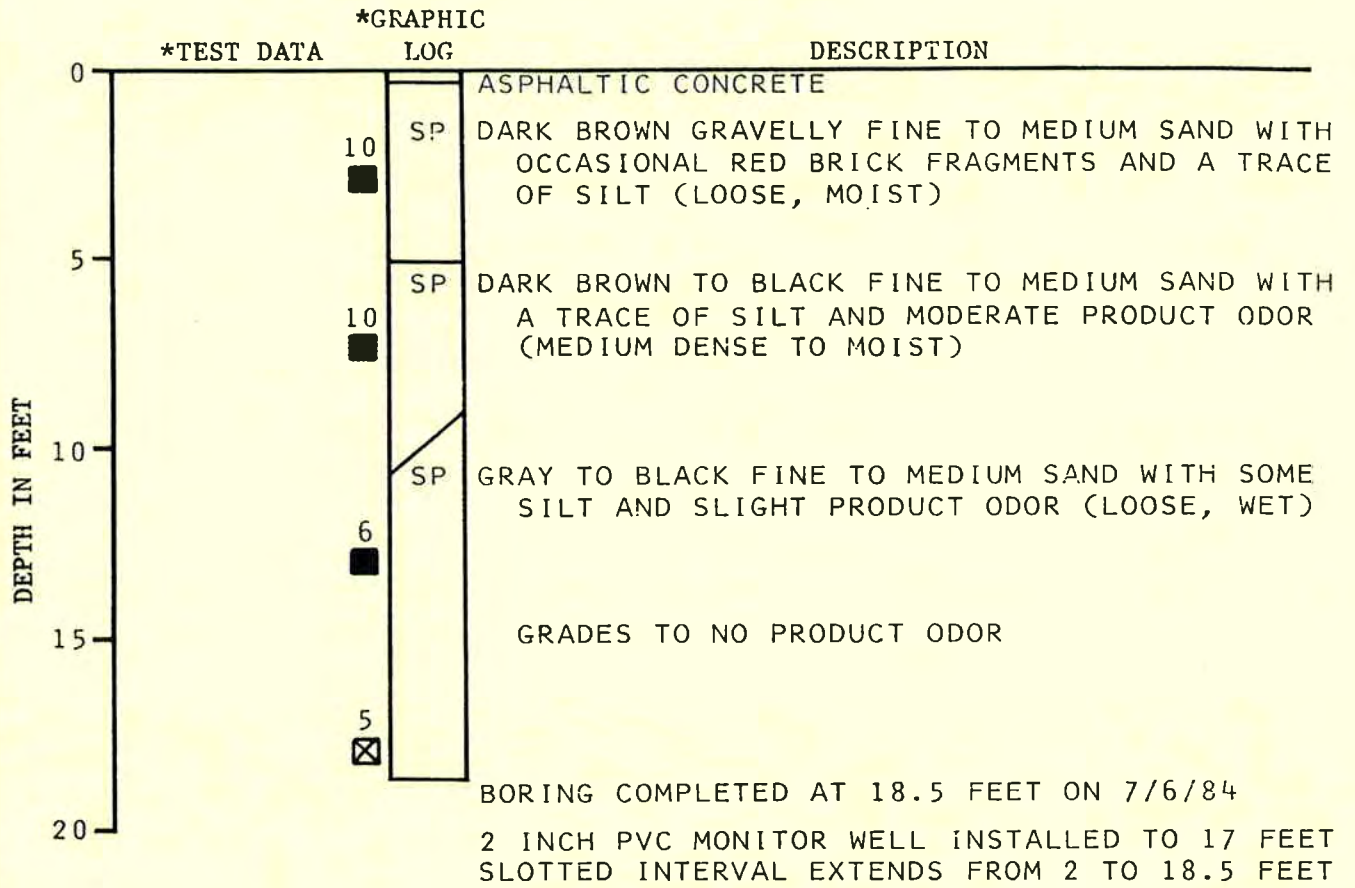 *GRAPHIC
*TEST DATA LOG DESCRIPTION
0
ASPHALTIC CONCRETE
SP DARK BROWN GRAVELLY FINE TO MEDIUM SAND WITH
10
OCCASIONAL RED BRICK FRAGMENTS AND A TRACE
OF SILT (LOOSE, MOIST)
5
SP DARK BROWN TO BLACK FINE TO MEDIUM SAND WITH
10
A TRACE OF SILT AND MODERATE PRODUCT ODOR
(MEDIUM DENSE TO MOIST)
DEPTH IN FEET
10
SP GRAY TO BLACK FINE TO MEDIUM SAND WITH SOME
SILT AND SLIGHT PRODUCT ODOR (LOOSE, WET)
6
15
GRADES TO NO PRODUCT ODOR
5
BORING COMPLETED AT 18.5 FEET ON 7/6/84
20
2 INCH PVC MONITOR WELL INSTALLED TO 17 FEET
SLOTTED INTERVAL EXTENDS FROM 2 TO 18.5 FEET